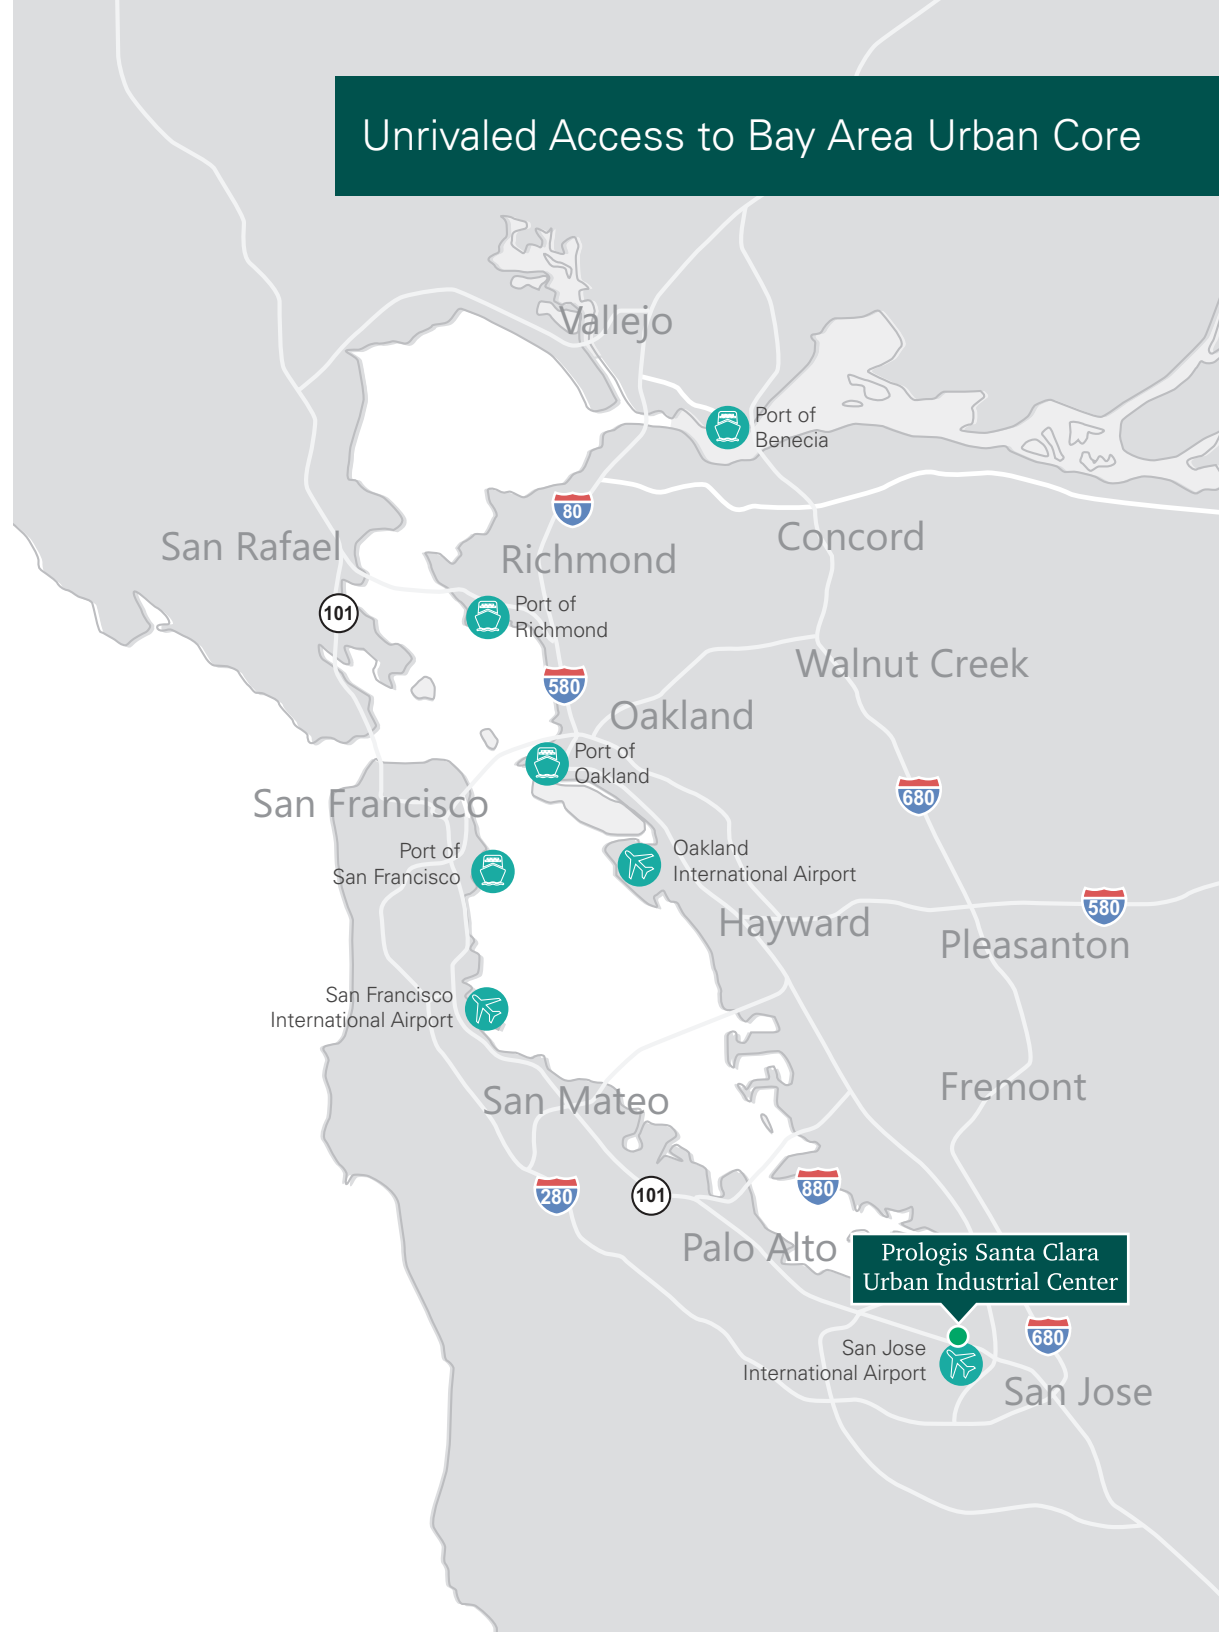 Unrivaled Access to Bay Area Urban Core
Vallejo
Port of
Benecia
80
San Rafael
Richmond
Concord
101
Port of
Richmond
Walnut Creek
580
Oakland
Port of
Oakland
680
San Francisco
Port of
San Francisco
Oakland
International Airport
580
Hayward
Pleasanton
San Francisco
International Airport
Fremont
San Mateo
280
101
880
Palo Alto
Prologis Santa Clara
Urban Industrial Center
680
San Jose
International Airport
San Jose